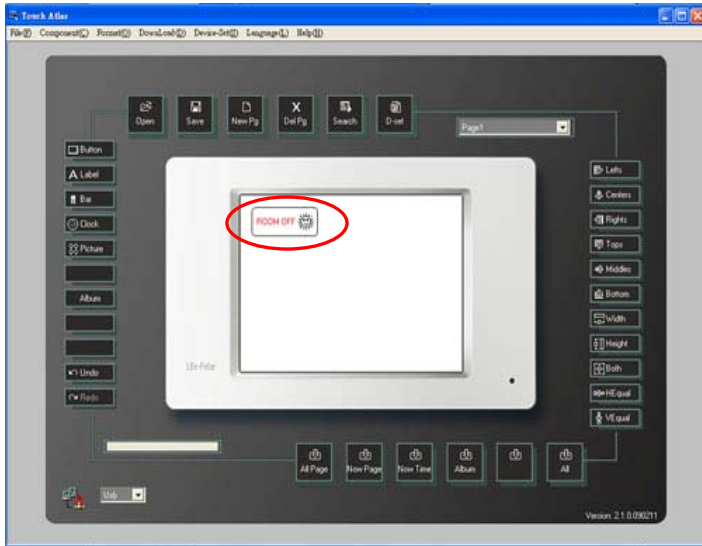 Touch Atlas
File(F) Component(C) Format(O) DownLoad(D) Device-Set(Z) Language(L) Help(H)
Open Save New Pg Del Pg Search D-set
Page1
Button
Label
Bar
Clock
Picture
Album
Undo
Redo
ROOM OFF
Lefts
Centers
Rights
Tops
Middles
Bottom
Width
Height
Both
HEqual
VEqual
All Page Now Page Now Time Album All
Usb
Version: 2.1.0.090211